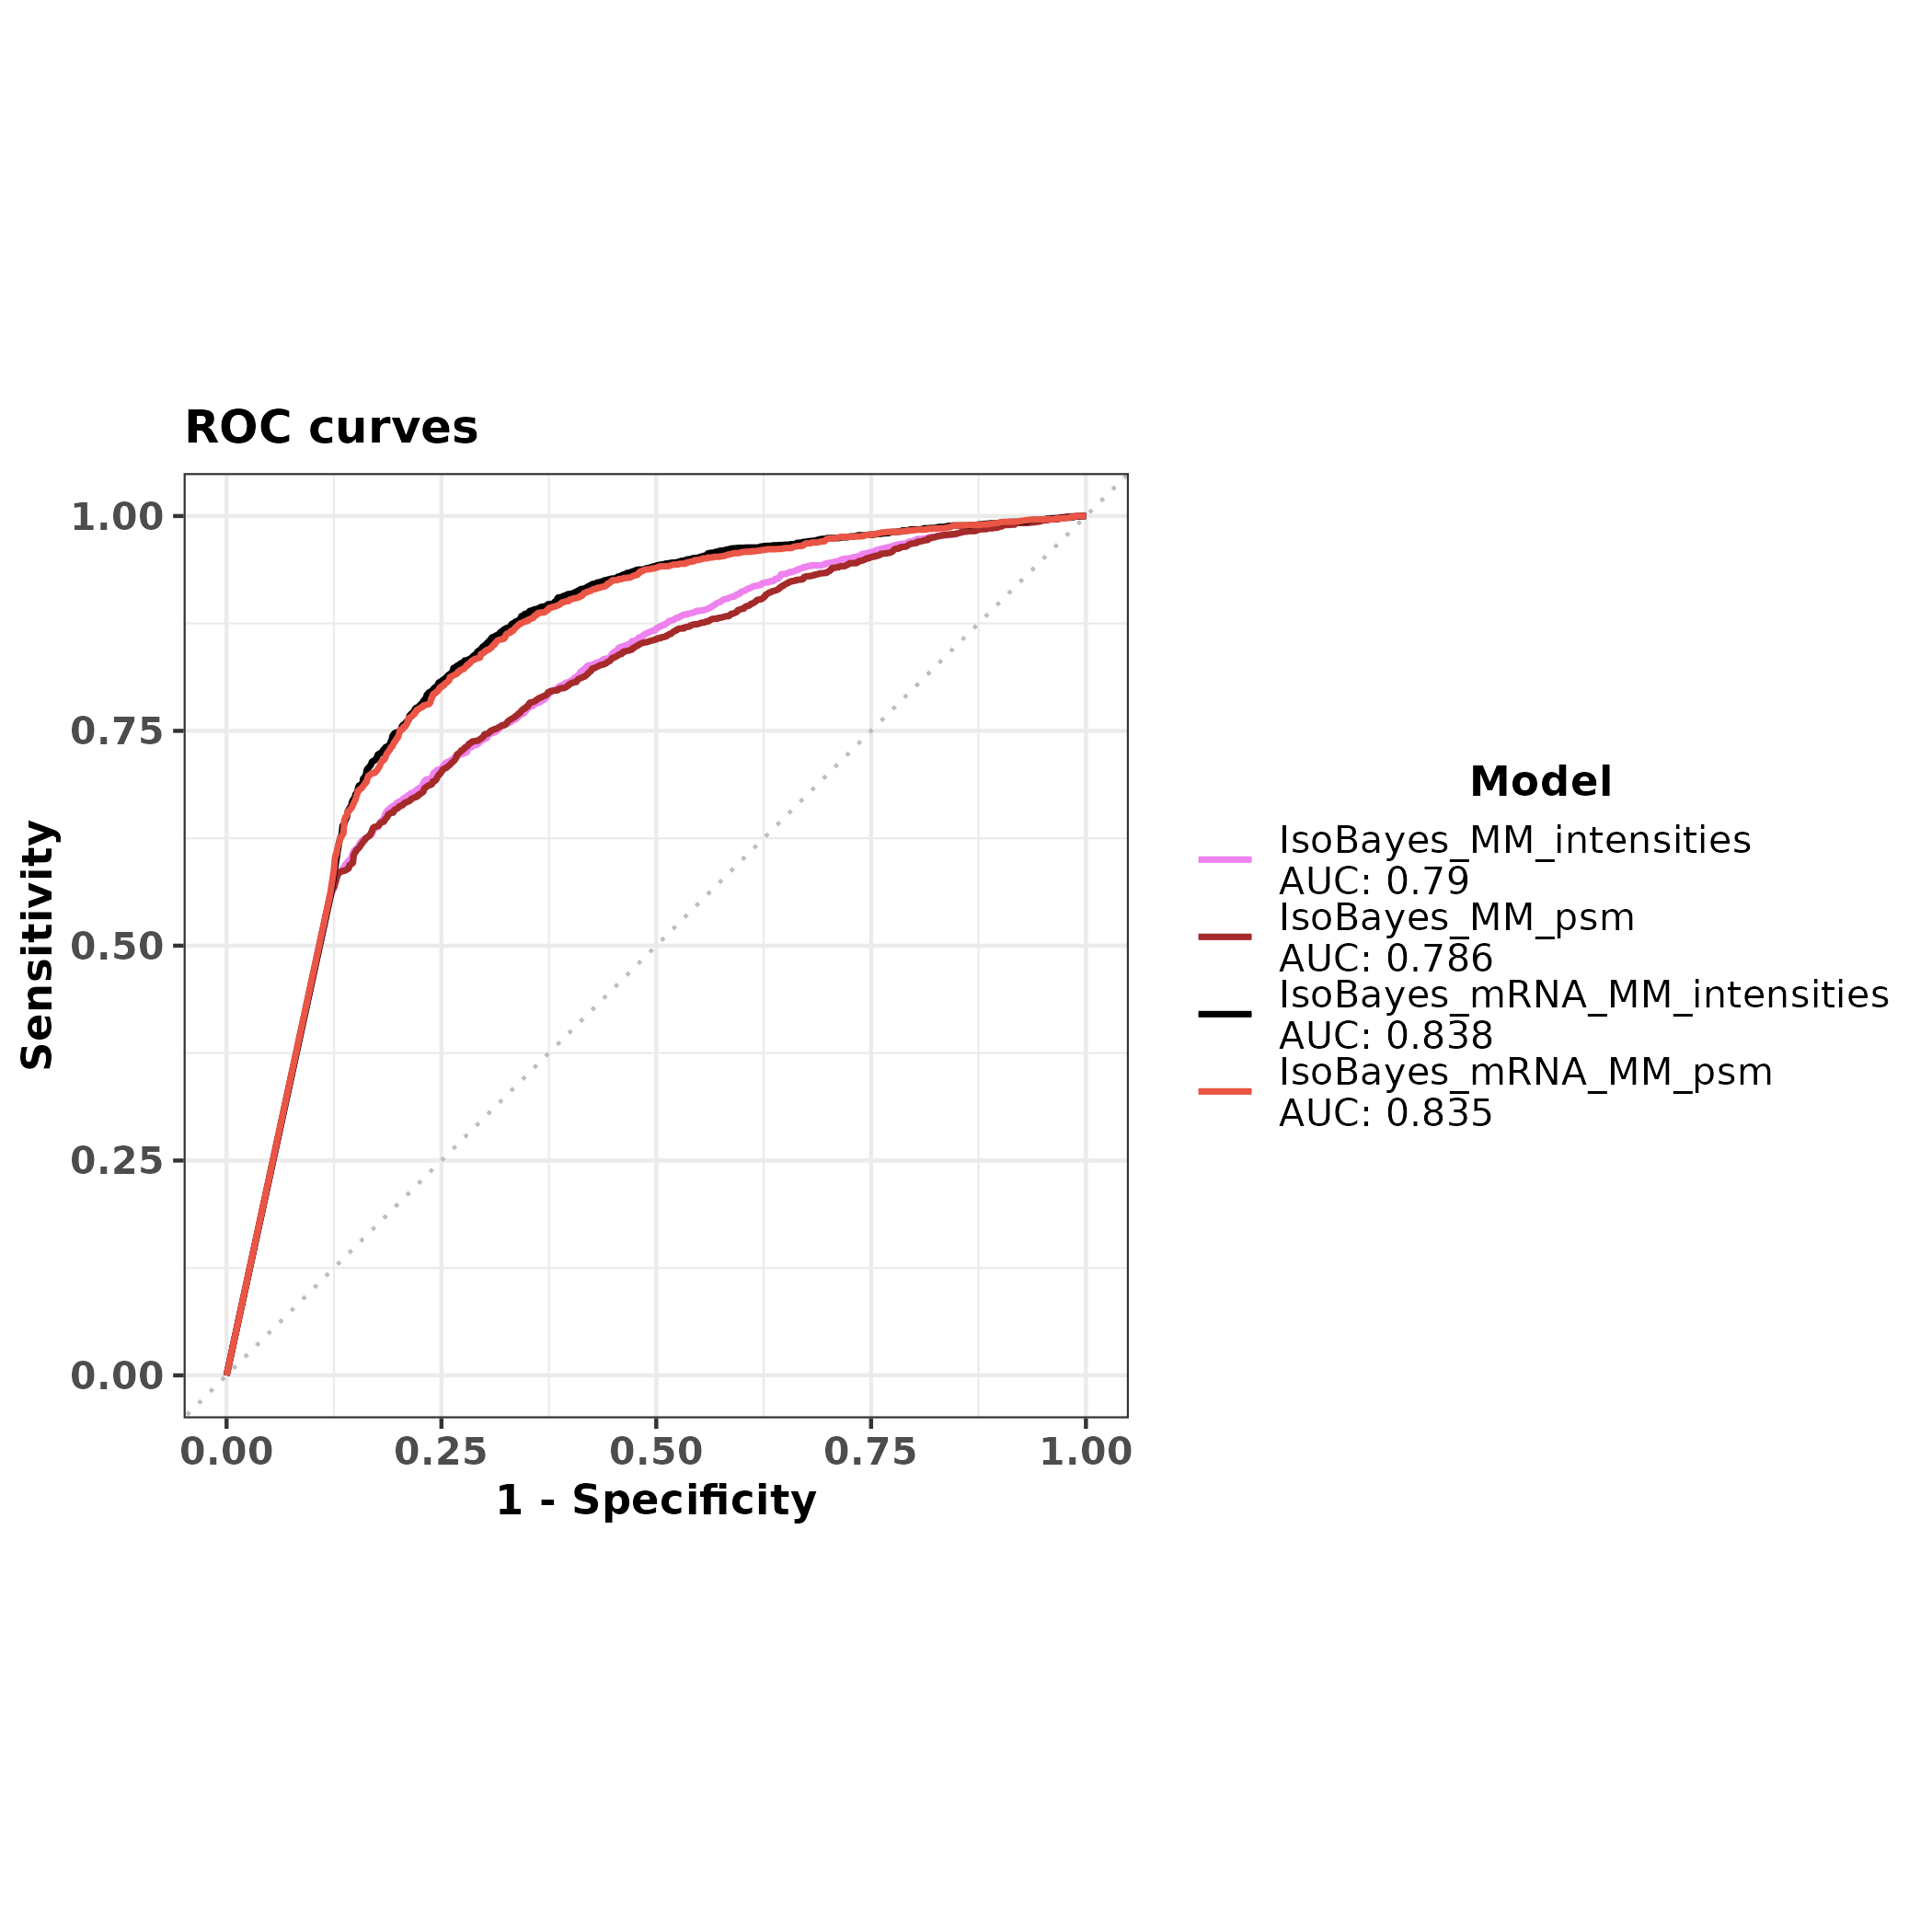 ROC curves
1.00
0.75
0.50
0.25
0.00
Sensitivity
0.00 0.25 0.50 0.75 1.00
1 - Specificity
Model
IsoBayes_MM_intensities
AUC: 0.79
IsoBayes_MM_psm
AUC: 0.786
IsoBayes_mRNA_MM_intensities
AUC: 0.838
IsoBayes_mRNA_MM_psm
AUC: 0.835